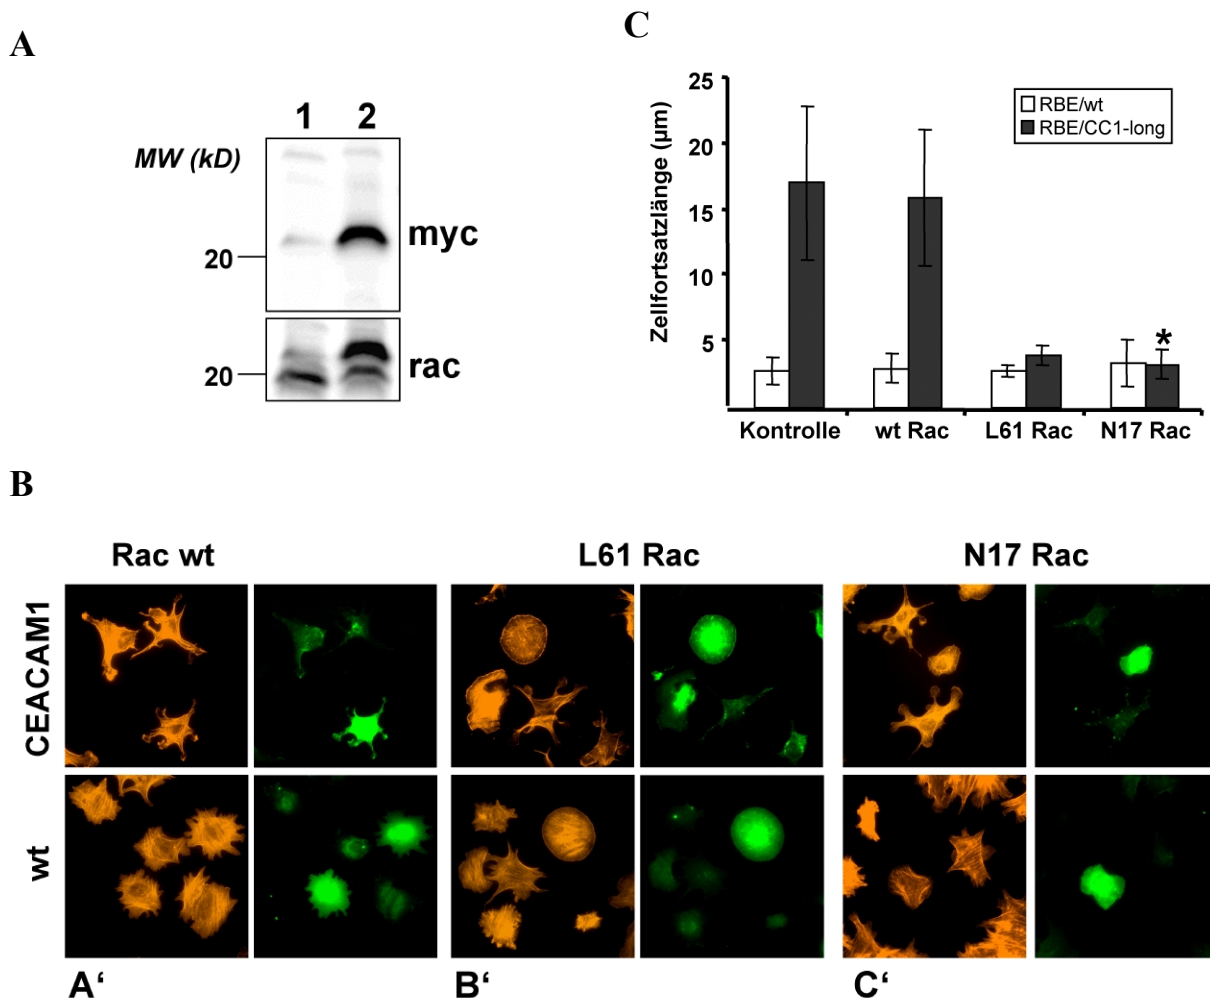 A
1 2
MW (kD)
myc
20
rac
20
C
25
20
15
10
5
Zellfortsatzlänge (µm)
RBE/wt
RBE/CC1-long
*
Kontrolle wt Rac L61 Rac N17 Rac
B
Rac wt L61 Rac N17 Rac
CEACAM1
wt
A‘ B‘ C‘